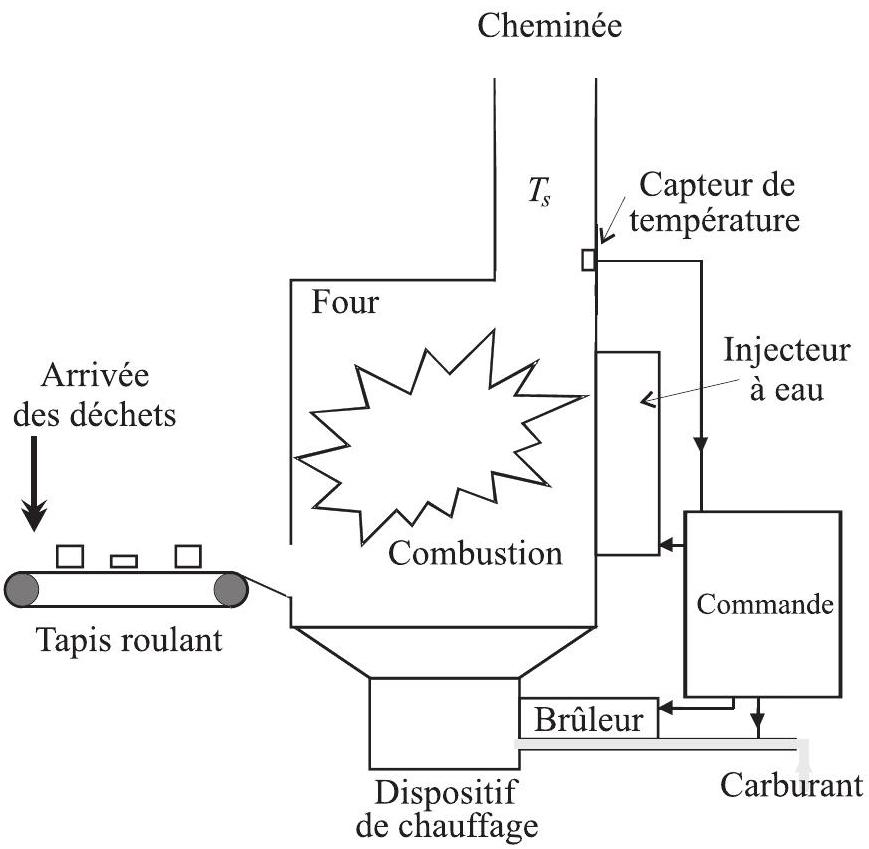 Cheminée
T_s
Capteur de
température
Four
Injecteur
à eau
Arrivée
des déchets
Combustion
Commande
Tapis roulant
Brûleur
Carburant
Dispositif
de chauffage